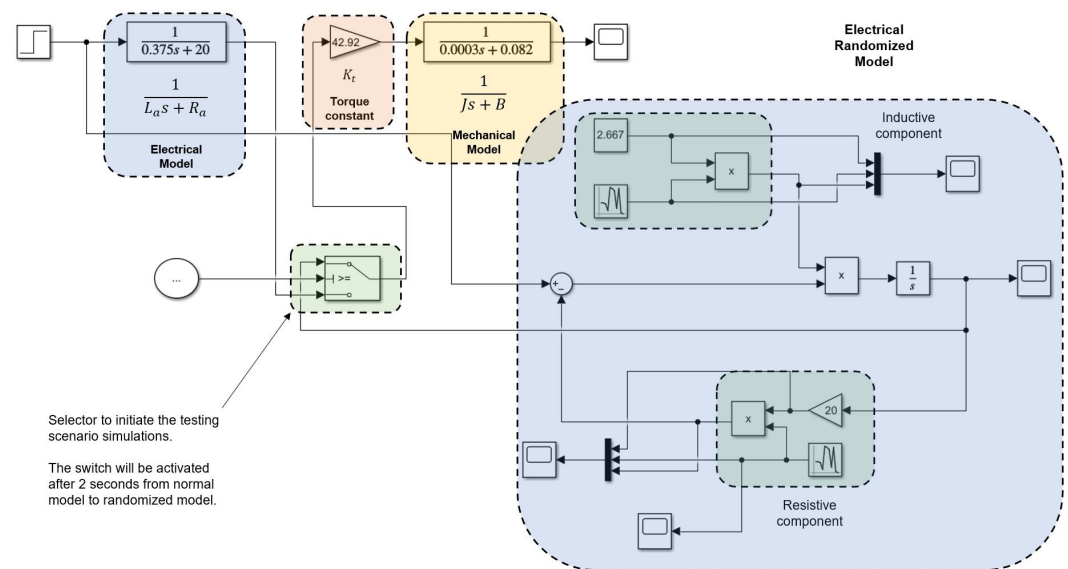 1
0.375s + 20
1
L_a s + R_a
Electrical
Model
42.92
K_t
Torque
constant
1
0.0003s + 0.082
1
Js + B
Mechanical
Model
Electrical
Randomized
Model
Inductive
component
2.667
x
...
>=
+
−
x
1
s
x
20
Resistive
component
Selector to initiate the testing
scenario simulations.
The switch will be activated
after 2 seconds from normal
model to randomized model.